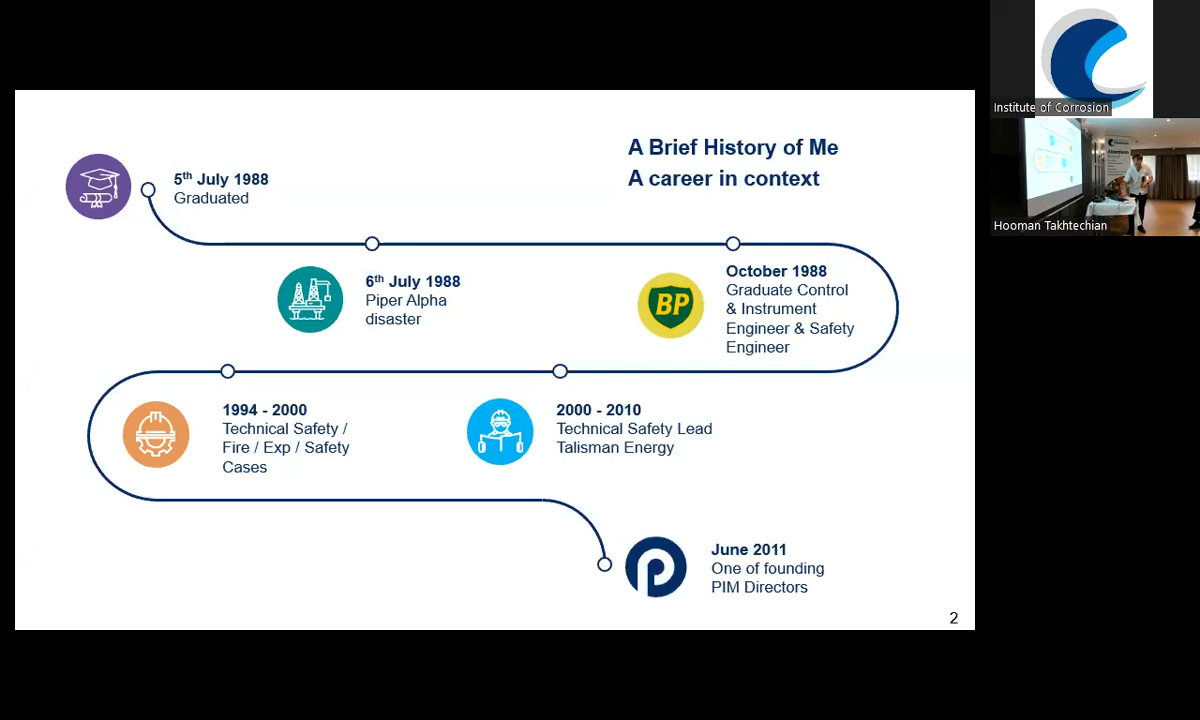 A Brief History of Me
A career in context
5th July 1988
Graduated
6th July 1988
Piper Alpha
disaster
BP
October 1988
Graduate Control
& Instrument
Engineer & Safety
Engineer
1994 - 2000
Technical Safety /
Fire / Exp / Safety
Cases
2000 - 2010
Technical Safety Lead
Talisman Energy
June 2011
One of founding
PIM Directors
2
Institute of Corrosion
Hooman Takhtechian